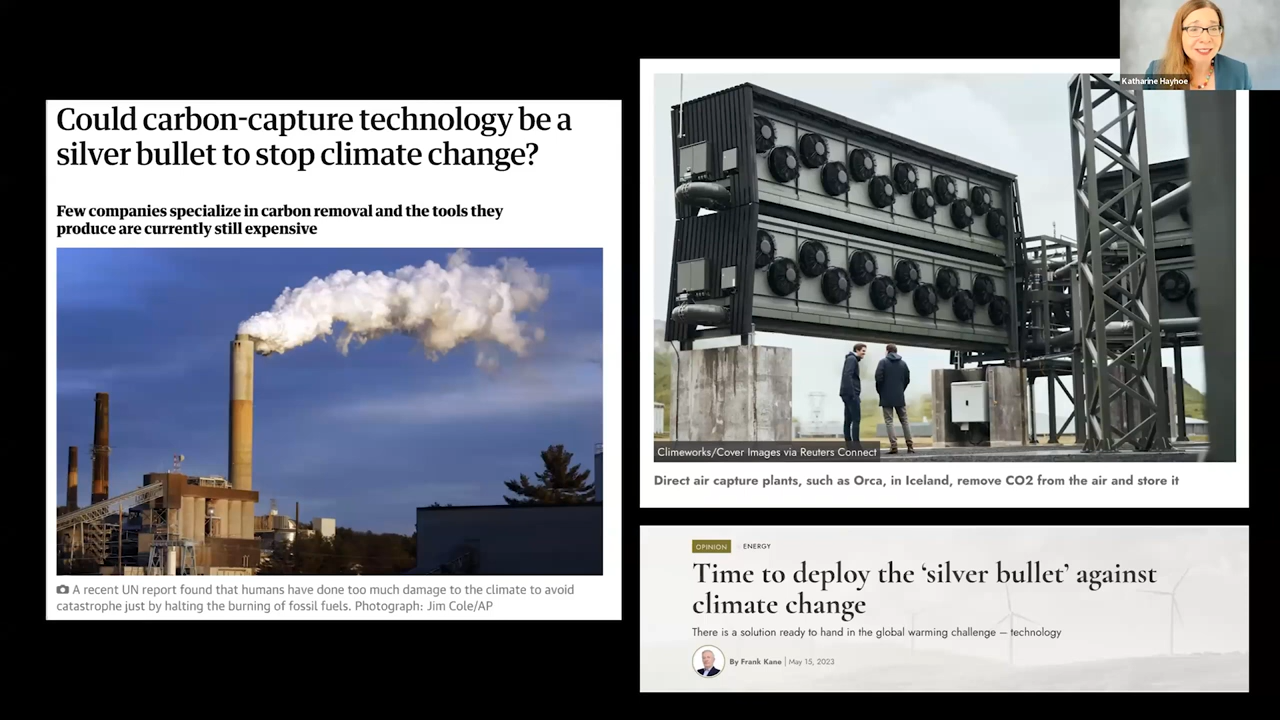 Katharine Hayhoe
Could carbon-capture technology be a
silver bullet to stop climate change?
Few companies specialize in carbon removal and the tools they
produce are currently still expensive
A recent UN report found that humans have done too much damage to the climate to avoid
catastrophe just by halting the burning of fossil fuels. Photograph: Jim Cole/AP
Climeworks/Cover Images via Reuters Connect
Direct air capture plants, such as Orca, in Iceland, remove CO2 from the air and store it
OPINION ENERGY
Time to deploy the ‘silver bullet’ against
climate change
There is a solution ready to hand in the global warming challenge — technology
By Frank Kane | May 15, 2023